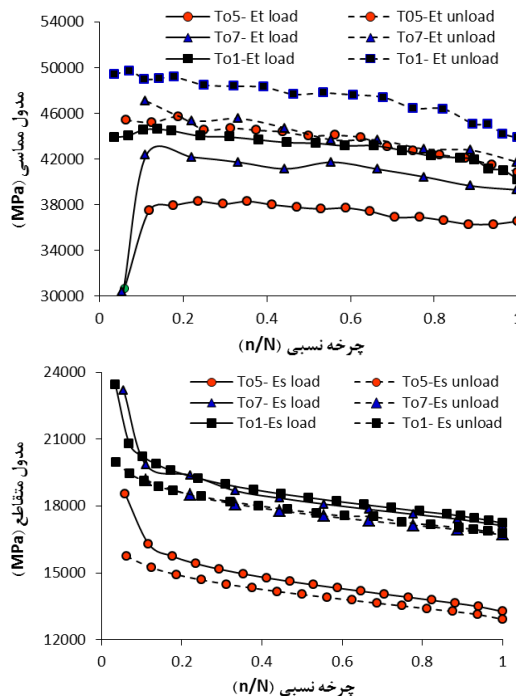 To5- Et load
T05-Et unload
To7- Et load
To7-Et unload
To1-Et load
To1- Et unload
54000
50000
46000
42000
38000
34000
30000
مدول مماسی (MPa)
0
0.2
0.4
0.6
0.8
1
چرخه نسبی (n/N)
To5- Es load
To5-Es unload
To7- Es load
To7-Es unload
To1-Es load
To1- Es unload
24000
21000
18000
15000
12000
مدول متقاطع (MPa)
0
0.2
0.4
0.6
0.8
1
چرخه نسبی (n/N)